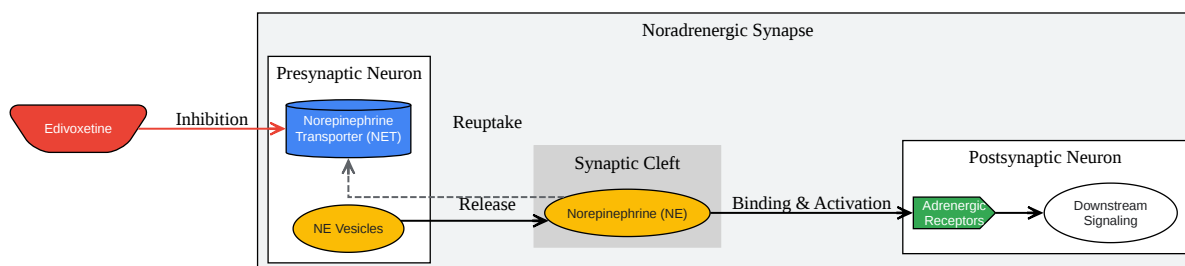 Noradrenergic Synapse
Presynaptic Neuron
Edivoxetine
Inhibition
Norepinephrine
Transporter (NET)
Reuptake
Synaptic Cleft
Postsynaptic Neuron
NE Vesicles
Release
Norepinephrine (NE)
Binding & Activation
Adrenergic
Receptors
Downstream
Signaling